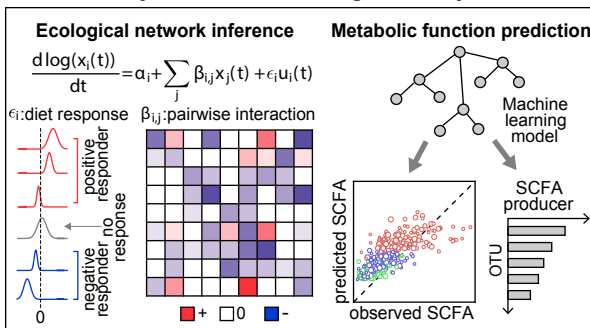 Ecological network inference
dlog(xᵢ(t))
dt
=αᵢ+∑ βᵢ,ⱼxⱼ(t) +ϵᵢuᵢ(t)
j
ϵᵢ:diet response
βᵢ,ⱼ:pairwise interaction
positive
responder
no
response
negative
responder
0
+
0
-
Metabolic function prediction
Machine
learning
model
predicted SCFA
observed SCFA
SCFA
producer
OTU